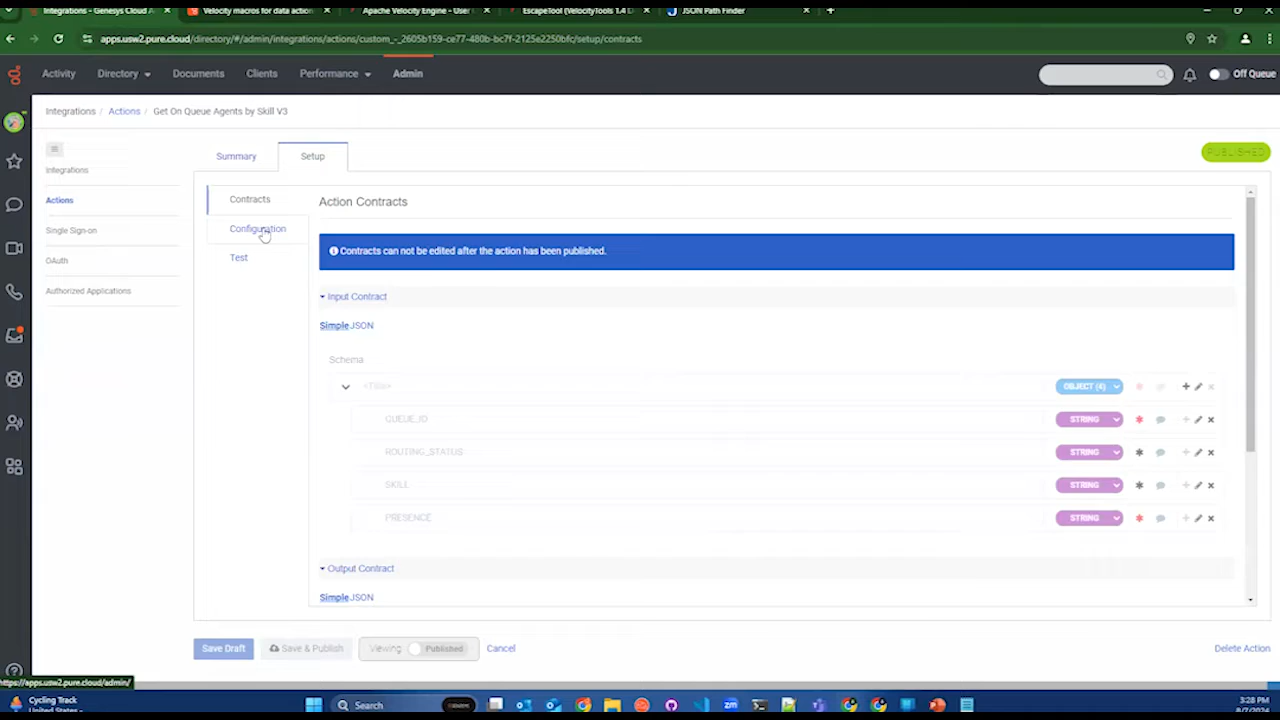 Integrations - Genesys Cloud A
Velocity macros for data action
Apache Velocity Engine - User
EscapeTool (VelocityTools 1.4 D
JSON Path Finder
apps.usw2.pure.cloud/directory/#/admin/integrations/actions/custom_-_2605b159-ce77-480b-bc7f-2125e2250bfc/setup/contracts
Activity Directory Documents Clients Performance Admin
Off Queue
Integrations / Actions / Get On Queue Agents by Skill V3
Integrations
Actions
Single Sign-on
OAuth
Authorized Applications
Summary Setup
PUBLISHED
Contracts
Configuration
Test
Action Contracts
Contracts can not be edited after the action has been published.
Input Contract
Simple JSON
Schema
<Title> OBJECT (4)
QUEUE_ID STRING
ROUTING_STATUS STRING
SKILL STRING
PRESENCE STRING
Output Contract
Simple JSON
Save Draft Save & Publish Viewing Published Cancel Delete Action
https://apps.usw2.pure.cloud/admin/
Cycling Track
United States -
Search
3:28 PM
8/7/2024